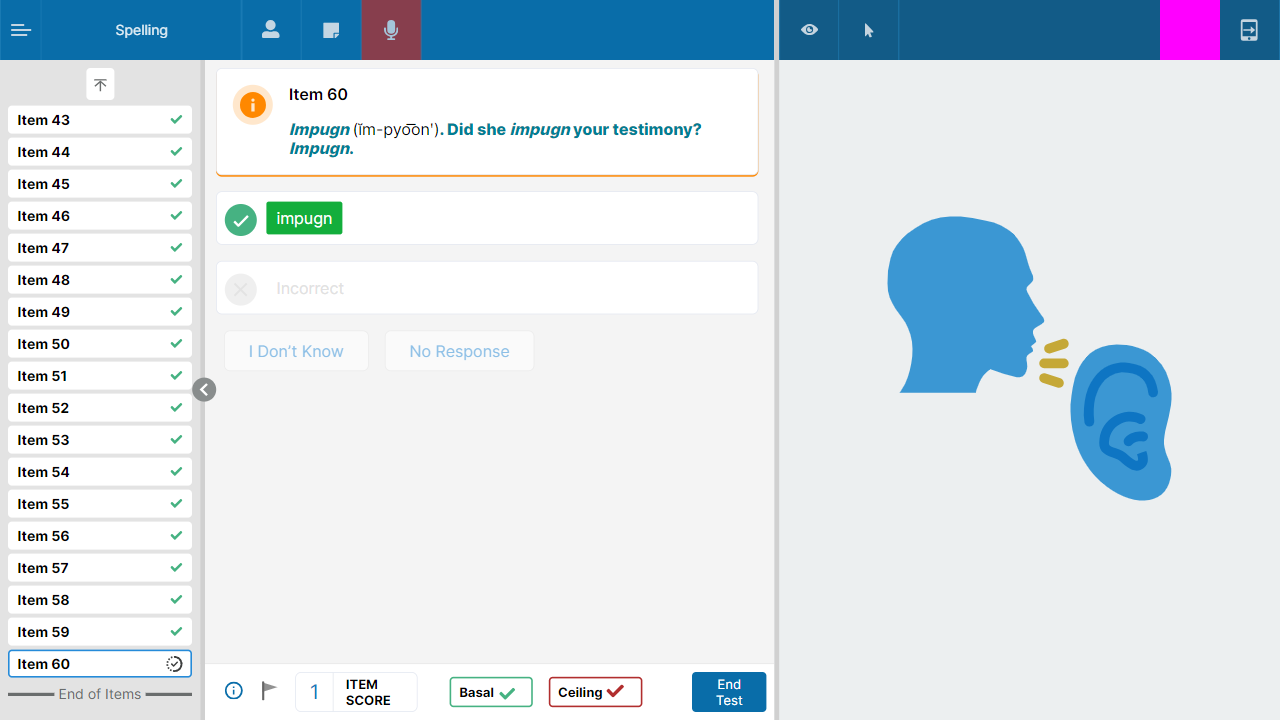 Spelling
Item 43
Item 44
Item 45
Item 46
Item 47
Item 48
Item 49
Item 50
Item 51
Item 52
Item 53
Item 54
Item 55
Item 56
Item 57
Item 58
Item 59
Item 60
End of Items
Item 60
Impugn (ĭm-pyo͞on′). Did she impugn your testimony?
Impugn.
impugn
Incorrect
I Don't Know
No Response
1
ITEM
SCORE
Basal
Ceiling
End
Test